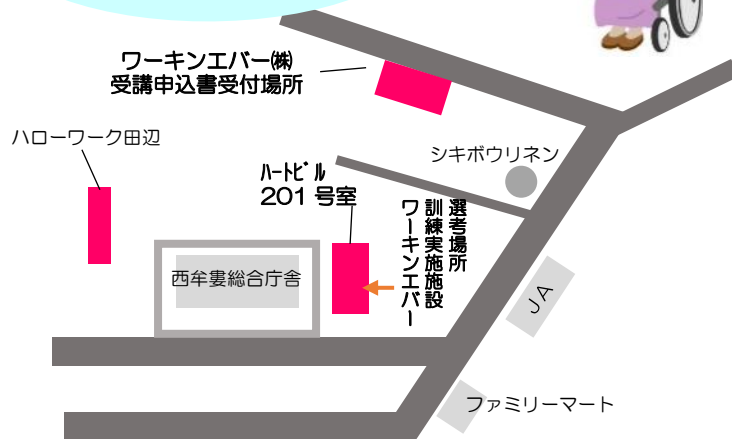 ワーキンエバー㈱
受講申込書受付場所
ハローワーク田辺
シキボウリネン
ハートビル
201号室
選考場所
訓練実施施設
ワーキンエバー
西牟婁総合庁舎
JA
ファミリーマート